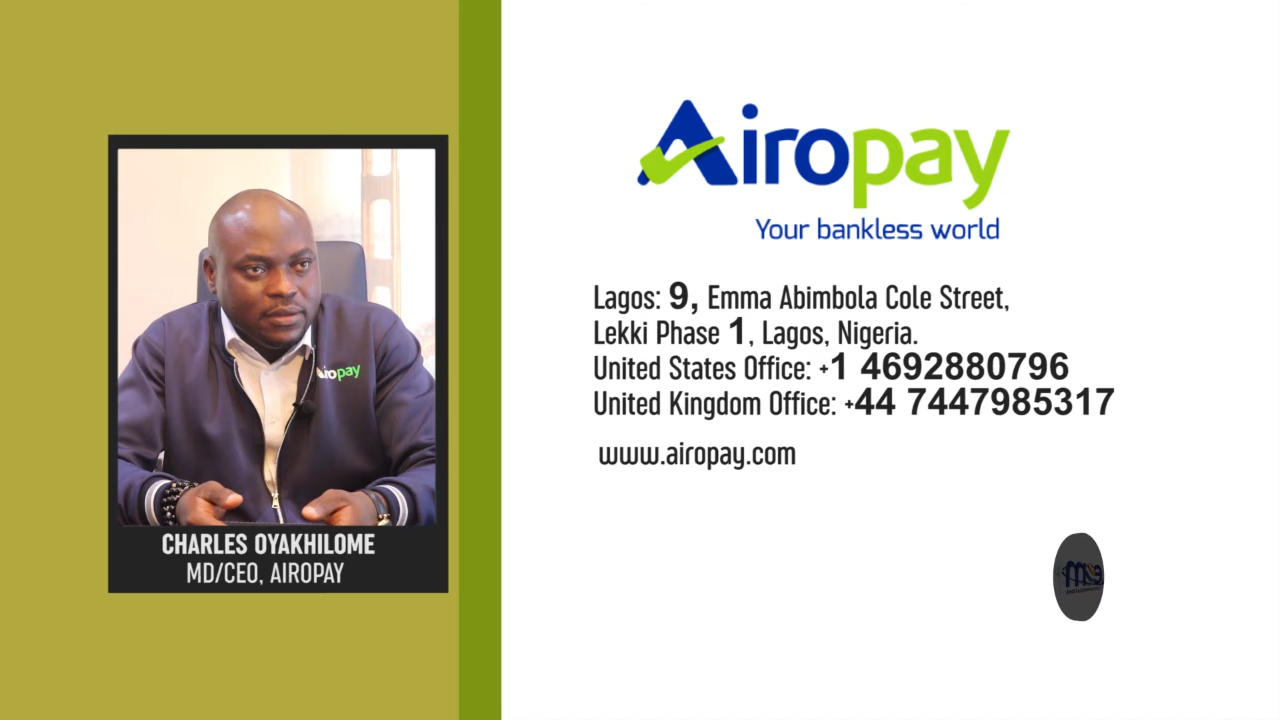 Airopay
Your bankless world
Lagos: 9, Emma Abimbola Cole Street,
Lekki Phase 1, Lagos, Nigeria.
United States Office: +1 4692880796
United Kingdom Office: +44 7447985317
www.airopay.com
Airopay
CHARLES OYAKHILOME
MD/CEO, AIROPAY